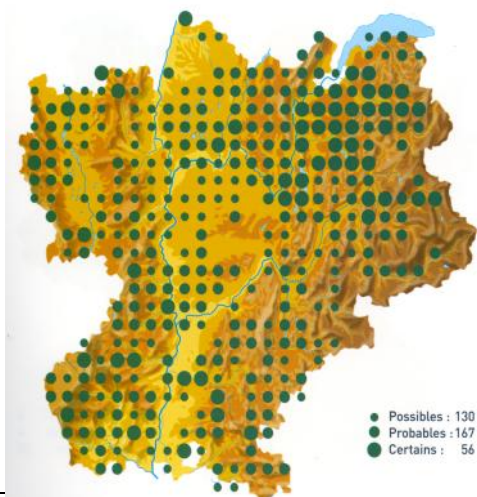 Possibles : 130
Probables : 167
Certains : 56